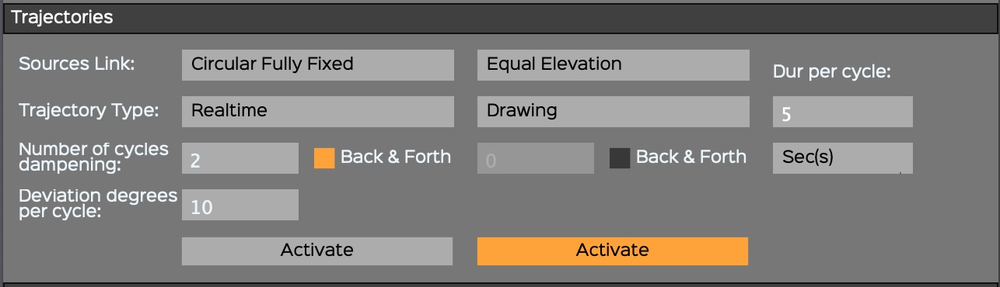 Trajectories
Sources Link: Circular Fully Fixed Equal Elevation Dur per cycle:
Trajectory Type: Realtime Drawing 5
Number of cycles
dampening: 2 Back & Forth 0 Back & Forth Sec(s)
Deviation degrees
per cycle: 10
Activate Activate